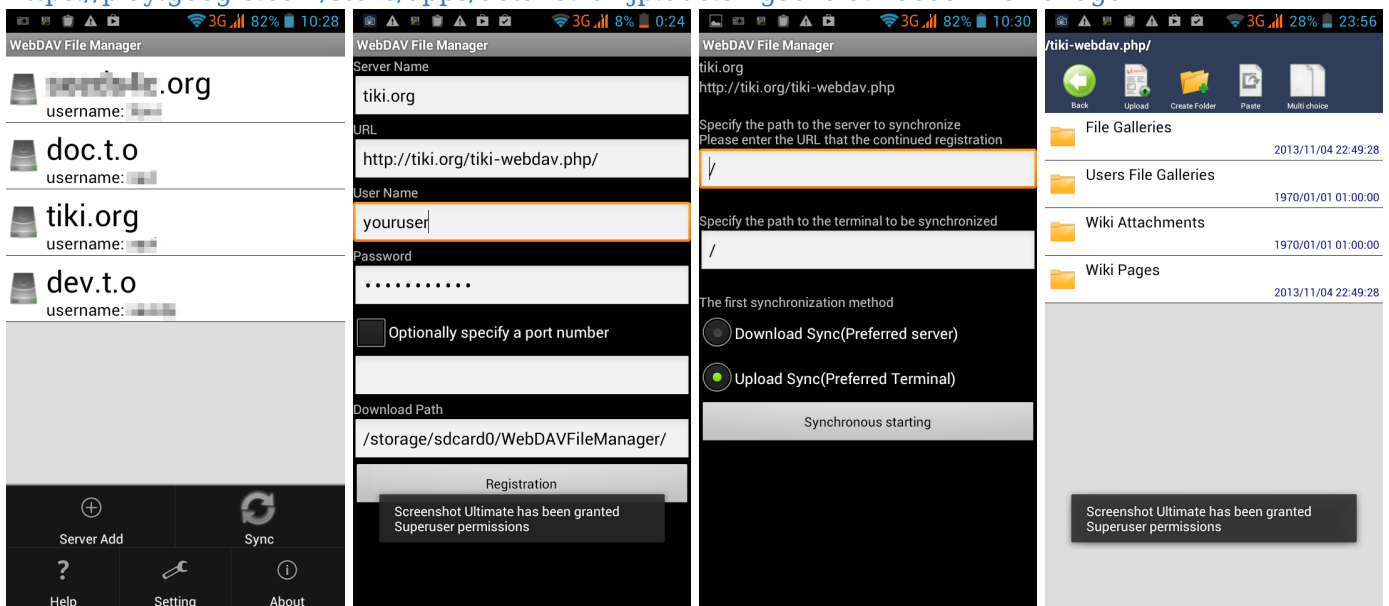 82% 10:28
WebDAV File Manager
.org
username:
doc.t.o
username:
tiki.org
username:
dev.t.o
username:
Server Add
Sync
Help
Setting
About
3G 8% 0:24
WebDAV File Manager
Server Name
tiki.org
URL
http://tiki.org/tiki-webdav.php/
User Name
youruser
Password
Optionally specify a port number
Download Path
/storage/sdcard0/WebDAVFileManager/
Registration
Screenshot Ultimate has been granted
Superuser permissions
3G 82% 10:30
WebDAV File Manager
tiki.org
http://tiki.org/tiki-webdav.php
Specify the path to the server to synchronize
Please enter the URL that the continued registration
/
Specify the path to the terminal to be synchronized
/
The first synchronization method
Download Sync(Preferred server)
Upload Sync(Preferred Terminal)
Synchronous starting
3G 28% 23:56
/tiki-webdav.php/
Back
Upload
Create Folder
Paste
Multi choice
File Galleries
2013/11/04 22:49:28
Users File Galleries
1970/01/01 01:00:00
Wiki Attachments
1970/01/01 01:00:00
Wiki Pages
2013/11/04 22:49:28
Screenshot Ultimate has been granted
Superuser permissions